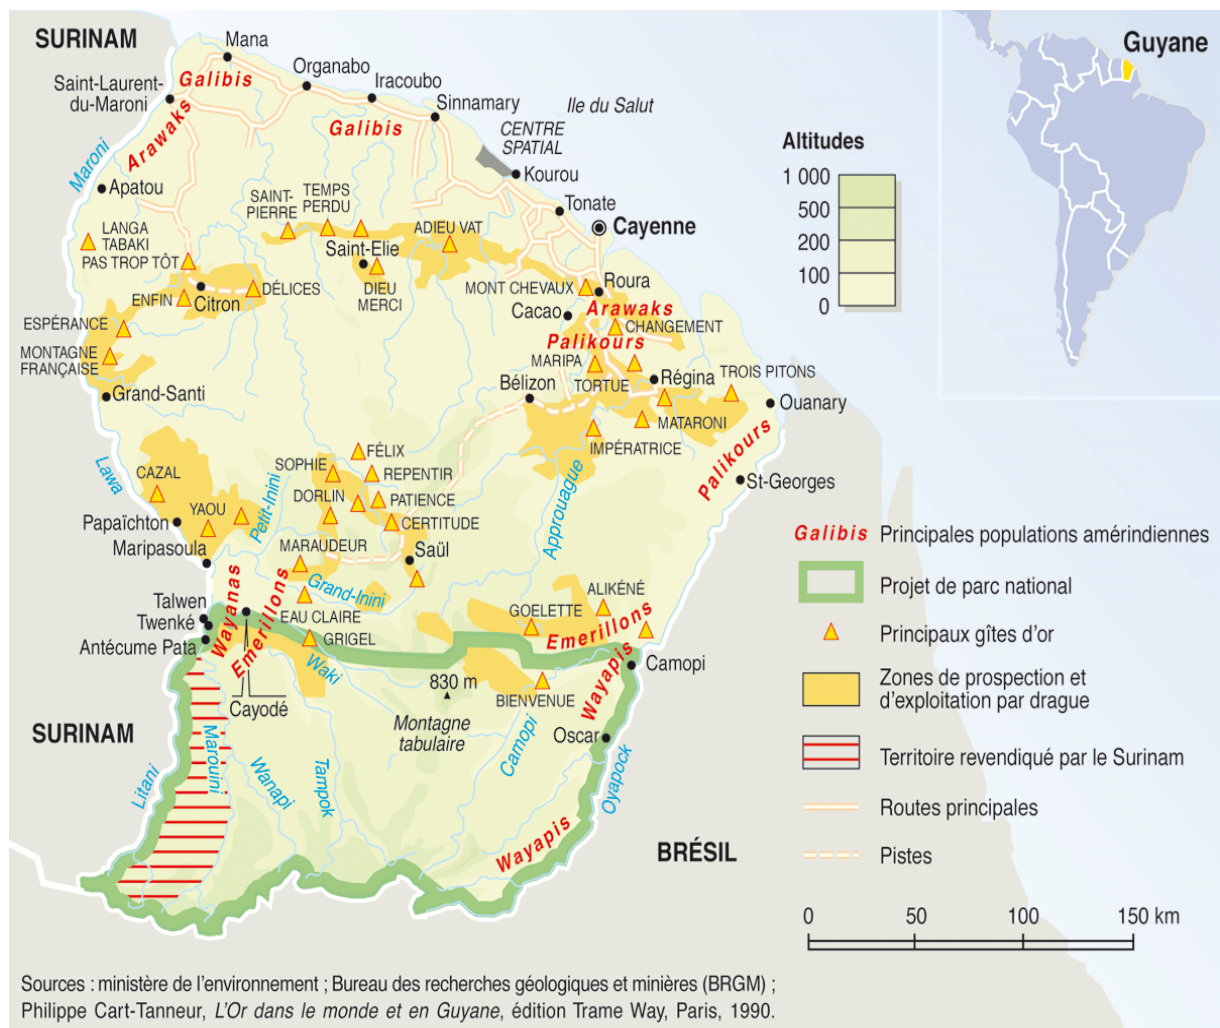 SURINAM
Mana
Saint-Laurent-
du-Maroni
Galibis
Organabo
Iracoubo
Sinnamary
Ile du Salut
Arawaks
Galibis
CENTRE
SPATIAL
Maroni
Apatou
Kourou
Tonate
Cayenne
SAINT-
PIERRE
TEMPS
PERDU
ADIEU VAT
LANGA
TABAKI
PAS TROP TÔT
Saint-Elie
DIEU
MERCI
MONT CHEVAUX
Roura
ENFIN
Citron
DÉLICES
Cacao
Arawaks
ESPÉRANCE
CHANGEMENT
Palikours
MONTAGNE
FRANÇAISE
MARIPA
Régina
TROIS PITONS
Grand-Santi
Bélizon
TORTUE
Ouanary
MATARONI
IMPÉRATRICE
Palikours
Lawa
CAZAL
FÉLIX
SOPHIE
REPENTIR
Petit-Inini
Approuague
St-Georges
YAOU
DORLIN
PATIENCE
Papaïchton
CERTITUDE
Maripasoula
MARAUDEUR
Saül
Wayanas
Emerillons
Grand-Inini
Talwen
Twenké
EAU CLAIRE
GOELETTE
ALIKÉNÉ
Antécume Pata
GRIGEL
Emerillons
Waki
Camopi
830 m
BIENVENUE
Wayapis
Cayodé
Montagne
tabulaire
SURINAM
Marouini
Camopi
Oscar
Litani
Wanapi
Tampok
Oyapock
Wayapis
BRÉSIL
Guyane
Altitudes
1 000
500
200
100
0
Galibis
Principales populations amérindiennes
Projet de parc national
Principaux gîtes d'or
Zones de prospection et
d'exploitation par drague
Territoire revendiqué par le Surinam
Routes principales
Pistes
0 50 100 150 km
Sources : ministère de l'environnement ; Bureau des recherches géologiques et minières (BRGM) ;
Philippe Cart-Tanneur, L'Or dans le monde et en Guyane, édition Trame Way, Paris, 1990.